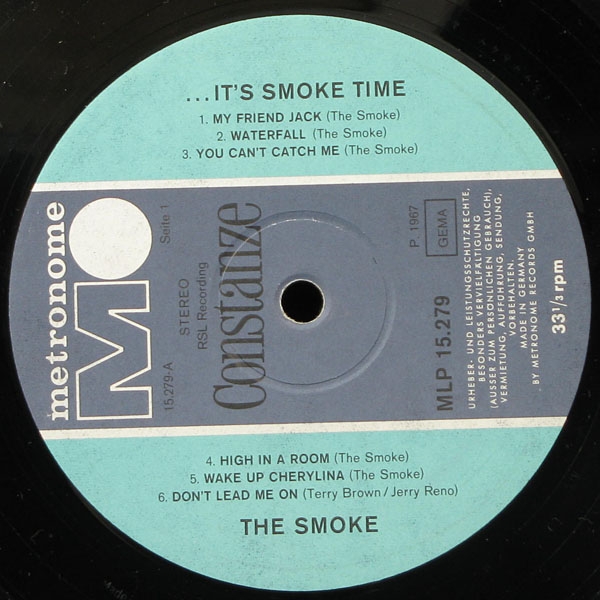 ...IT'S SMOKE TIME
1. MY FRIEND JACK (The Smoke)
2. WATERFALL (The Smoke)
3. YOU CAN'T CATCH ME (The Smoke)
metronome
M
15.279-A
Seite 1
STEREO
RSL Recording
Constanze
P. 1967
GEMA
MLP 15.279
URHEBER- UND LEISTUNGSSCHUTZRECHTE,
BESONDERS VERVIELFÄLTIGUNG
(AUSSER ZUM PERSÖNLICHEN GEBRAUCH),
VERMIETUNG, AUFFÜHRUNG, SENDUNG,
VORBEHALTEN.
MADE IN GERMANY
BY METRONOME RECORDS GMBH
33 1/3 rpm
4. HIGH IN A ROOM (The Smoke)
5. WAKE UP CHERYLINA (The Smoke)
6. DON'T LEAD ME ON (Terry Brown/Jerry Reno)
THE SMOKE